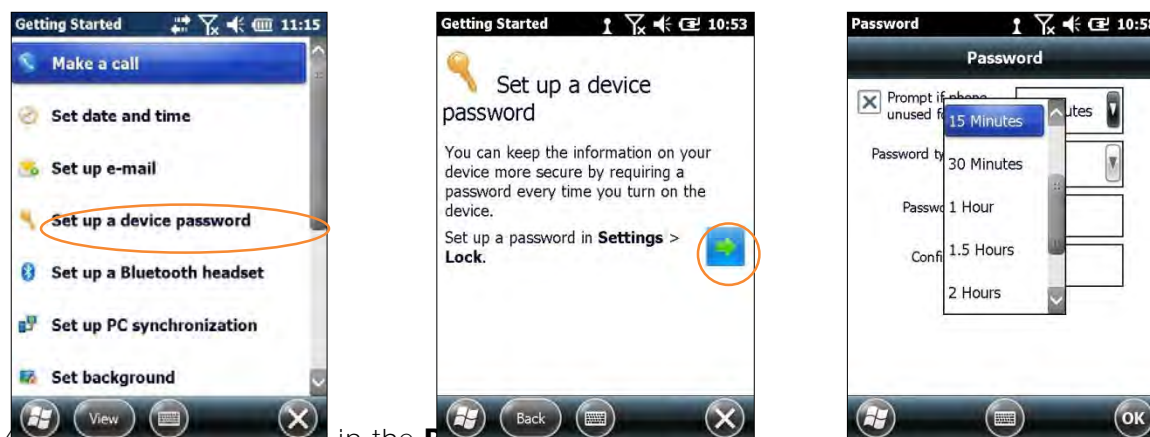 Getting Started 11:15
Make a call
Set date and time
Set up e-mail
Set up a device password
Set up a Bluetooth headset
Set up PC synchronization
Set background
View
Getting Started 10:53
Set up a device
password
You can keep the information on your
device more secure by requiring a
password every time you turn on the
device.
Set up a password in Settings >
Lock.
Back
Password 10:58
Password
Prompt if phone
unused
15 Minutes
30 Minutes
1 Hour
1.5 Hours
2 Hours
Password
Confi
OK
in the